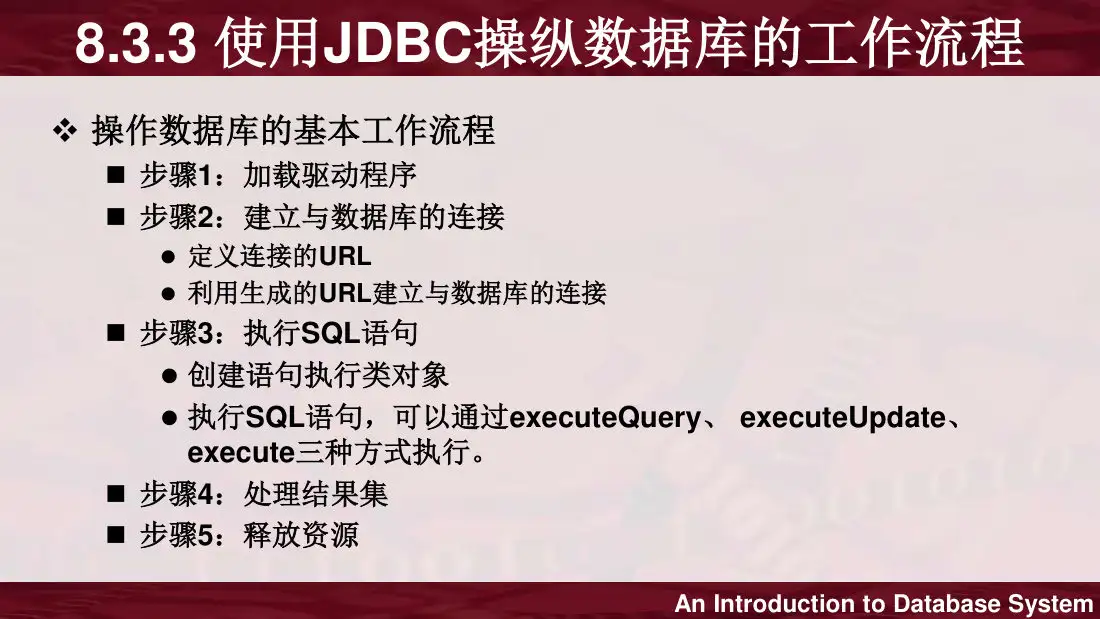 8.3.3 使用JDBC操纵数据库的工作流程
❖ 操作数据库的基本工作流程
■ 步骤1：加载驱动程序
■ 步骤2：建立与数据库的连接
● 定义连接的URL
● 利用生成的URL建立与数据库的连接
■ 步骤3：执行SQL语句
● 创建语句执行类对象
● 执行SQL语句，可以通过executeQuery、 executeUpdate、
execute三种方式执行。
■ 步骤4：处理结果集
■ 步骤5：释放资源
An Introduction to Database System